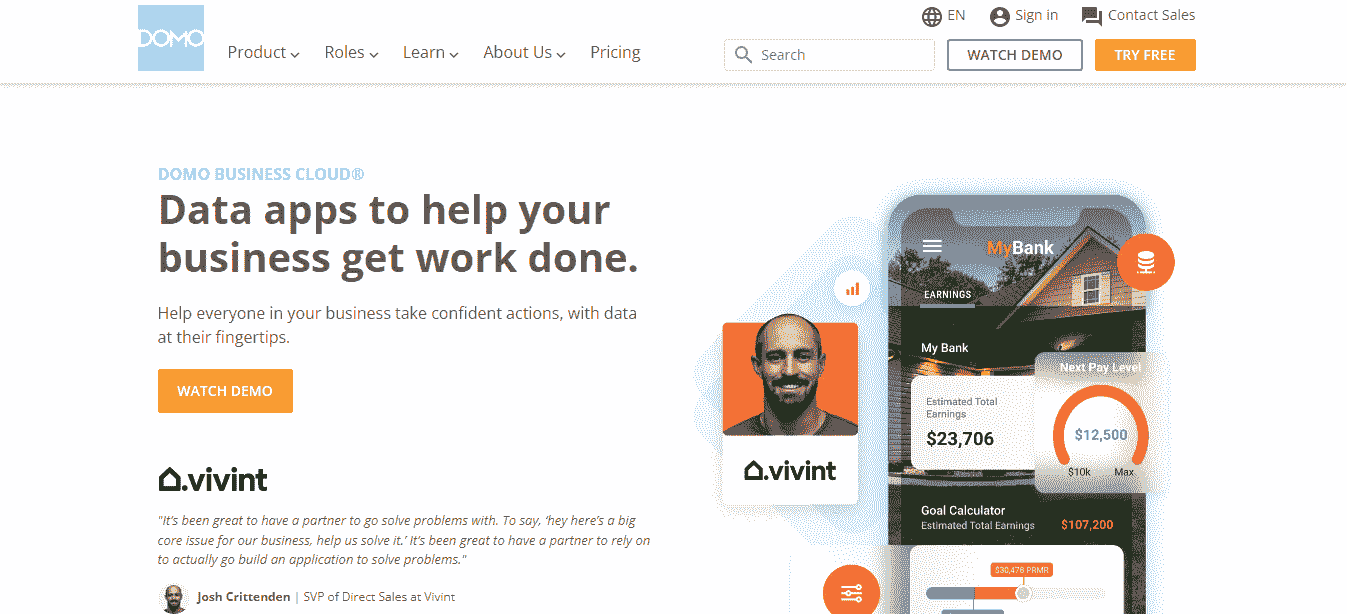 EN
Sign in
Contact Sales
DOMO
Product
Roles
Learn
About Us
Pricing
Search
WATCH DEMO
TRY FREE
DOMO BUSINESS CLOUD®
Data apps to help your
business get work done.
Help everyone in your business take confident actions, with data
at their fingertips.
WATCH DEMO
vivint
"It's been great to have a partner to go solve problems with. To say, 'hey here's a big
core issue for our business, help us solve it.' It's been great to have a partner to rely on
to actually go build an application to solve problems."
Josh Crittenden | SVP of Direct Sales at Vivint
vivint
MyBank
EARNINGS
My Bank
Estimated Total
Earnings
$23,706
Next Pay Level
$12,500
$10k Max
Goal Calculator
Estimated Total Earnings $107,200
$30,476 PRMR